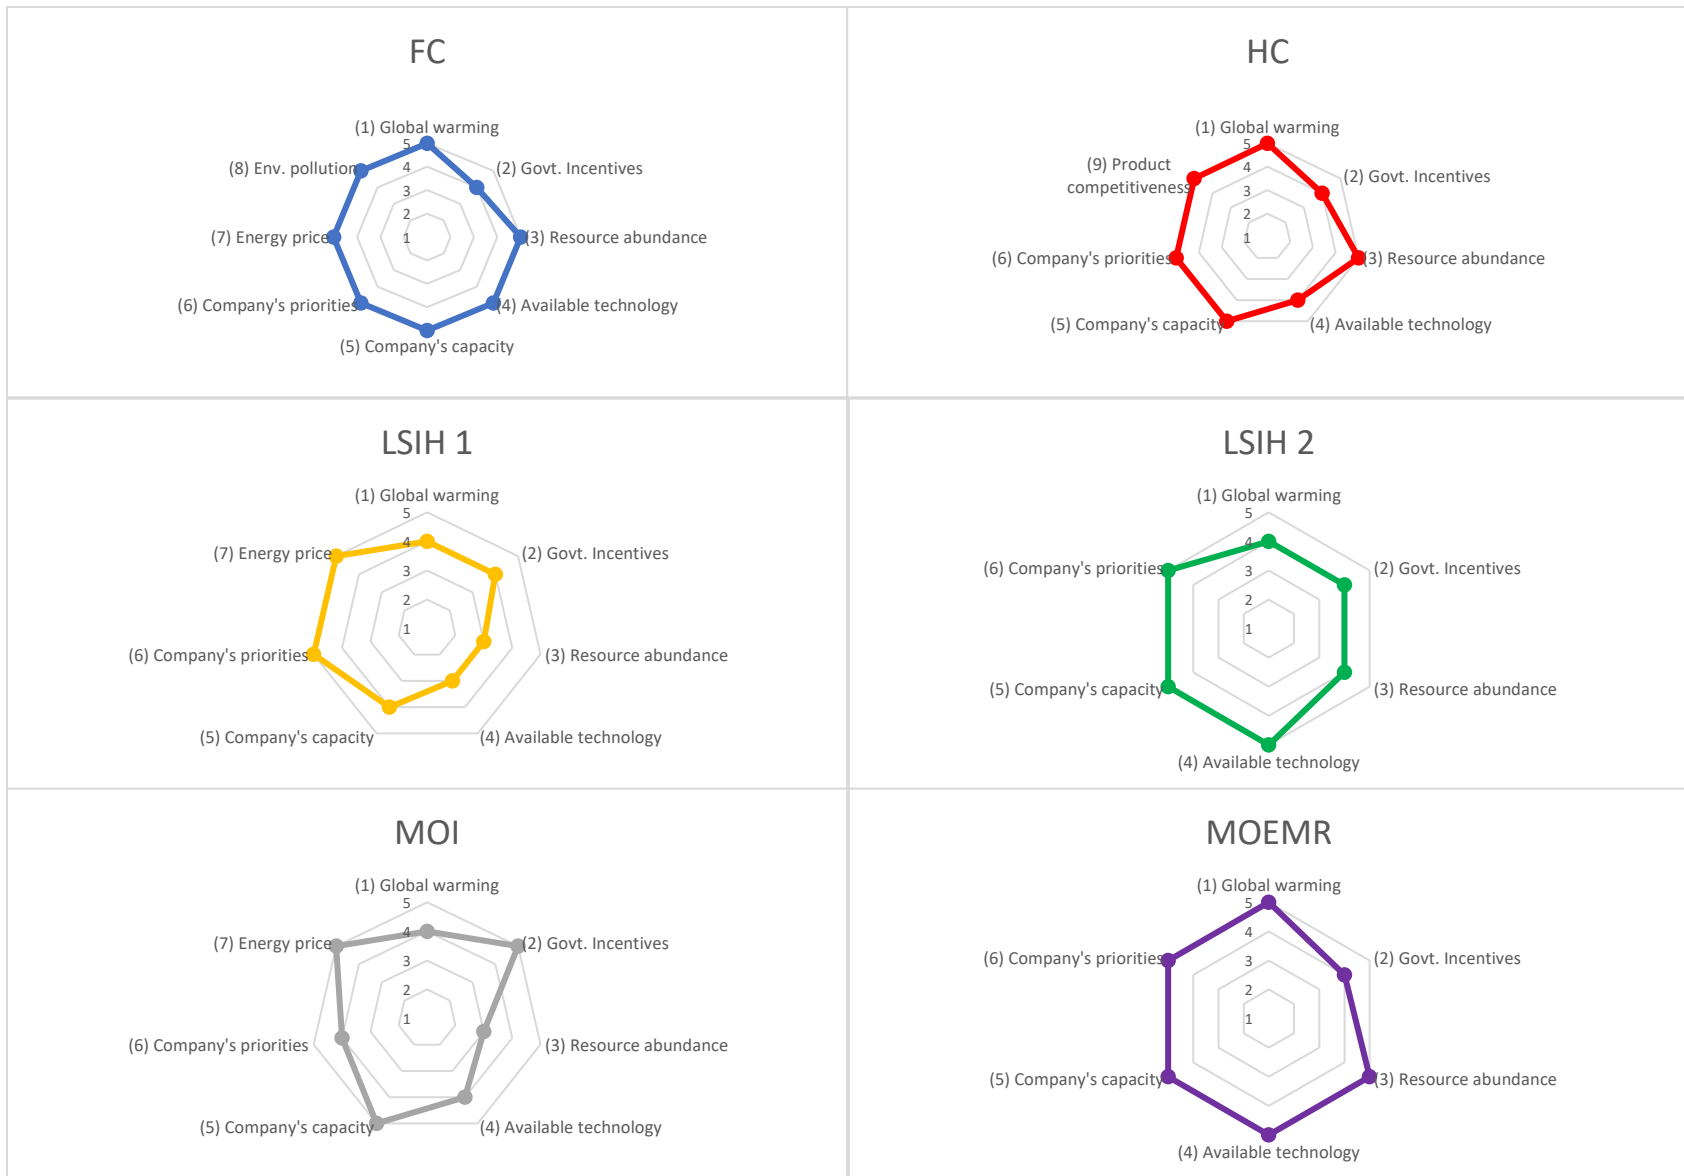 FC
(1) Global warming
5
4
3
2
1
(2) Govt. Incentives
(3) Resource abundance
(4) Available technology
(5) Company's capacity
(6) Company's priorities
(7) Energy price
(8) Env. pollution
HC
(1) Global warming
5
4
3
2
1
(2) Govt. Incentives
(3) Resource abundance
(4) Available technology
(5) Company's capacity
(6) Company's priorities
(9) Product
competitiveness
LSIH 1
(1) Global warming
5
4
3
2
1
(2) Govt. Incentives
(3) Resource abundance
(4) Available technology
(5) Company's capacity
(6) Company's priorities
(7) Energy price
LSIH 2
(1) Global warming
5
4
3
2
1
(2) Govt. Incentives
(3) Resource abundance
(4) Available technology
(5) Company's capacity
(6) Company's priorities
MOI
(1) Global warming
5
4
3
2
1
(2) Govt. Incentives
(3) Resource abundance
(4) Available technology
(5) Company's capacity
(6) Company's priorities
(7) Energy price
MOEMR
(1) Global warming
5
4
3
2
1
(2) Govt. Incentives
(3) Resource abundance
(4) Available technology
(5) Company's capacity
(6) Company's priorities